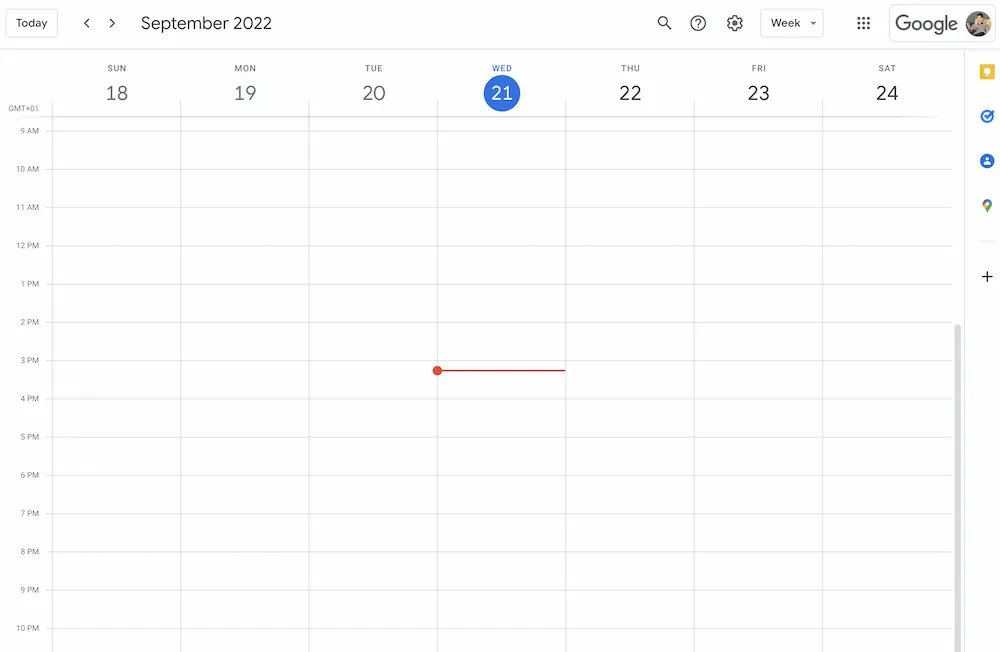 Today September 2022 Week Google
SUN MON TUE WED THU FRI SAT
18 19 20 21 22 23 24
GMT+01
9 AM
10 AM
11 AM
12 PM
1 PM
2 PM
3 PM
4 PM
5 PM
6 PM
7 PM
8 PM
9 PM
10 PM